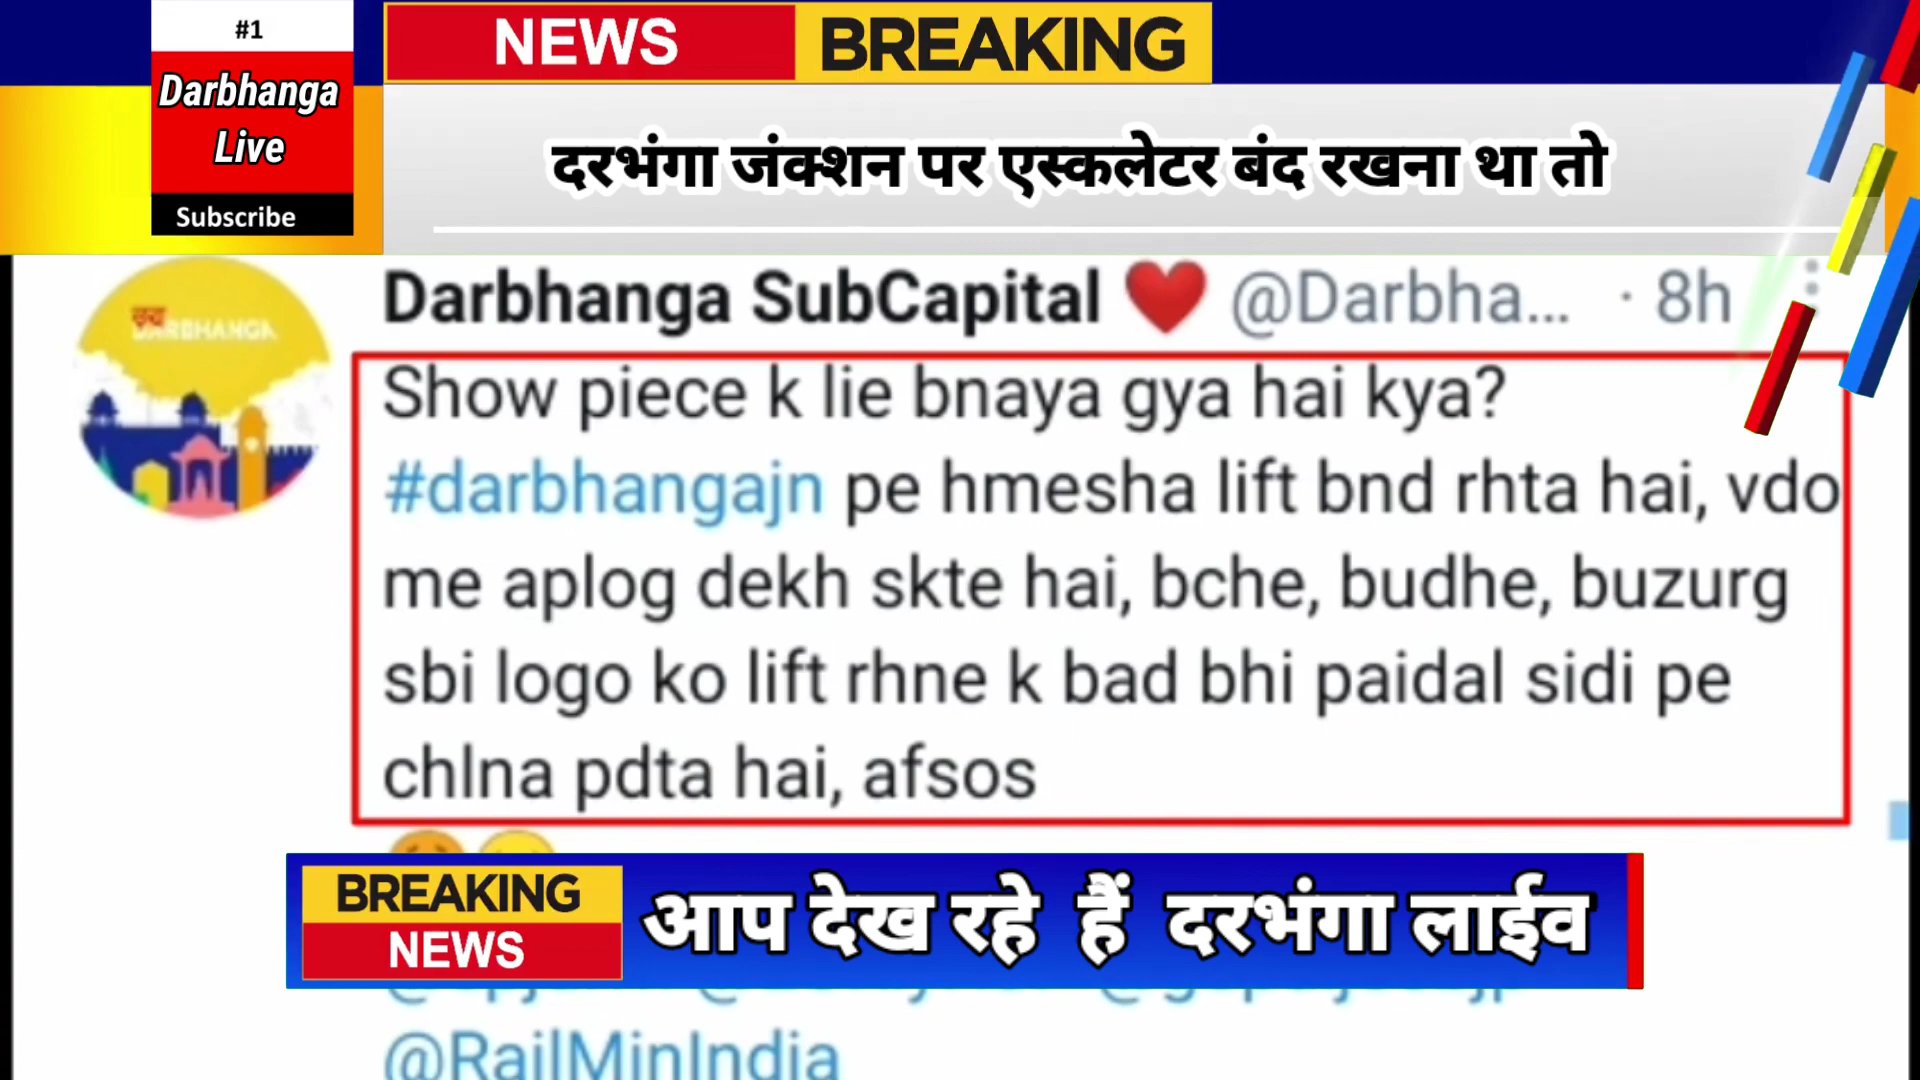 #1
NEWS BREAKING
Darbhanga
Live
Subscribe
दरभंगा जंक्शन पर एस्कलेटर बंद रखना था तो
DARBHANGA
Darbhanga SubCapital ❤️ @Darbha... · 8h
Show piece k lie bnaya gya hai kya?
#darbhangajn pe hmesha lift bnd rhta hai, vdo
me aplog dekh skte hai, bche, budhe, buzurg
sbi logo ko lift rhne k bad bhi paidal sidi pe
chlna pdta hai, afsos
BREAKING
NEWS
आप देख रहे हैं दरभंगा लाईव
@RailMinIndia